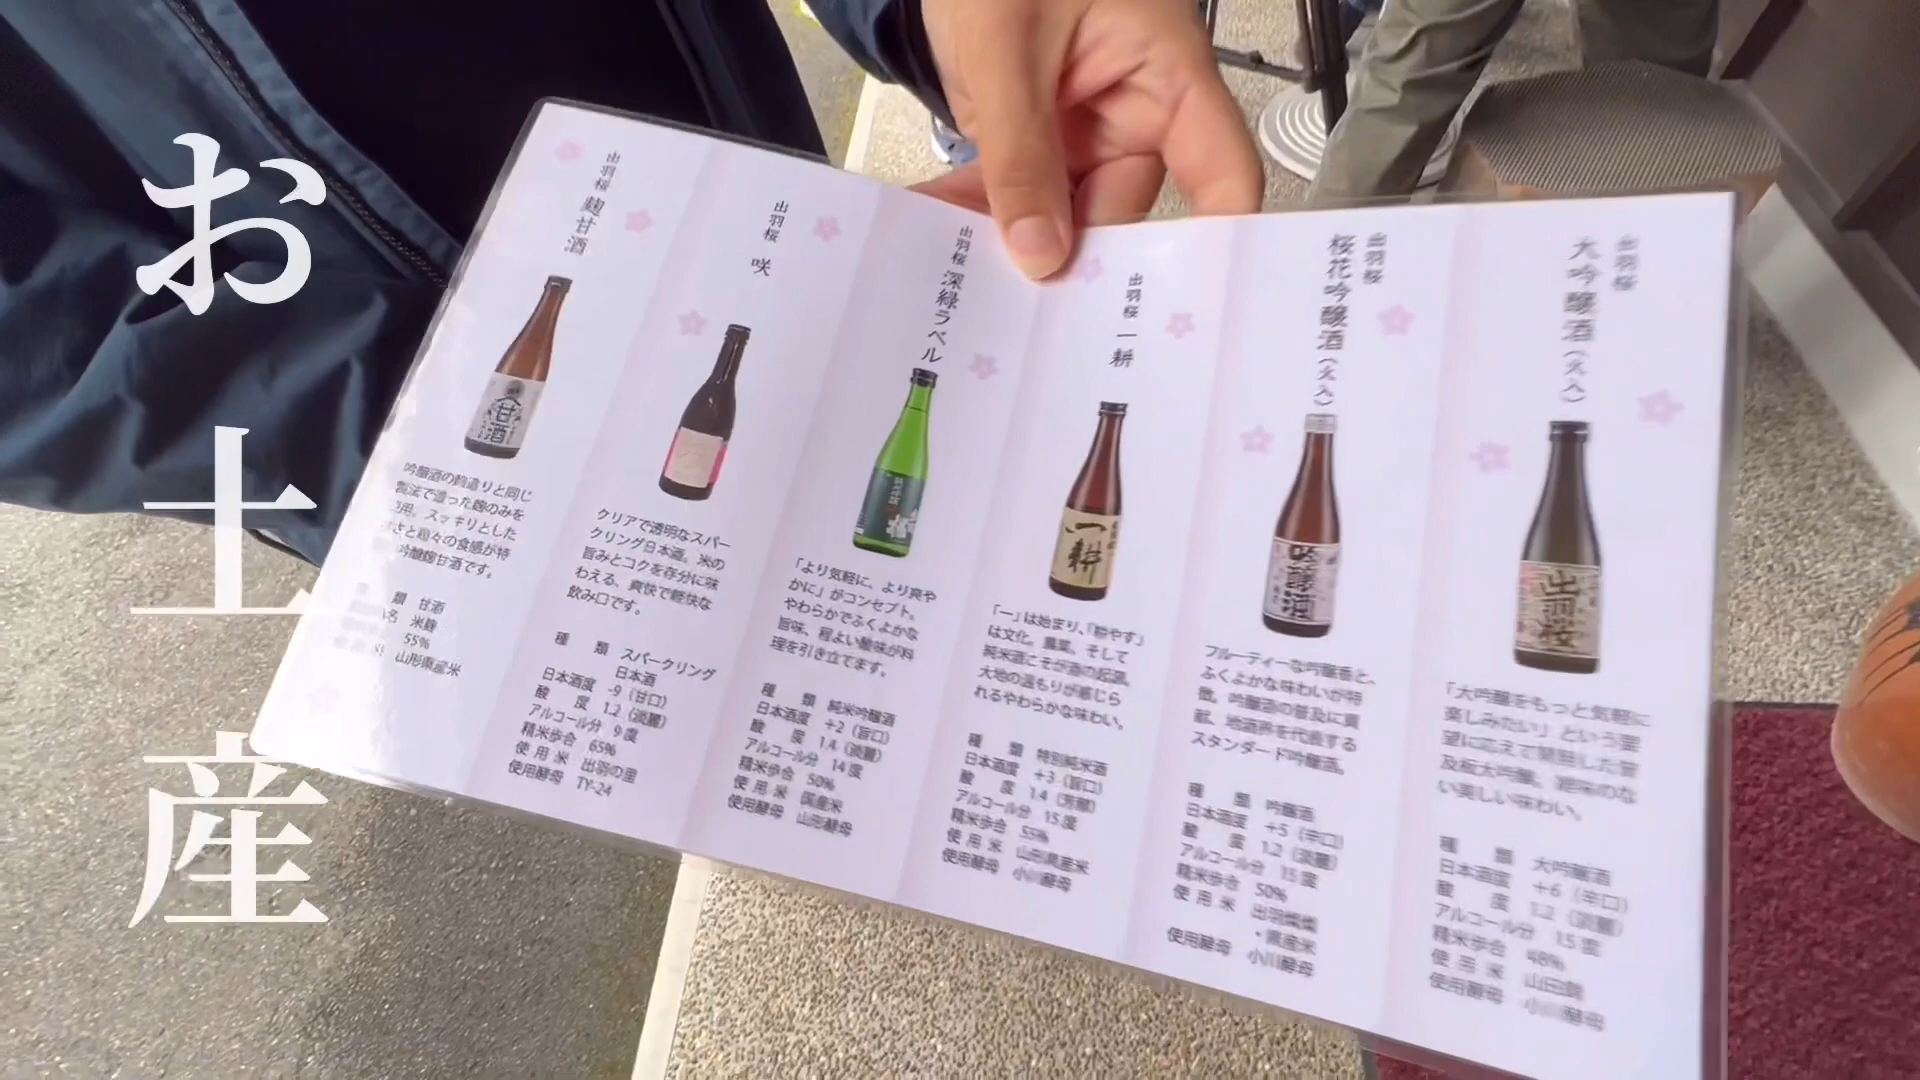 お土産
出羽桜
麹甘酒
甘酒
吟醸酒の麹造りと同じ
製法で造った麹のみを
使用。スッキリとした
さと粒々の食感が特
吟醸麹甘酒です。
類 甘酒
名 米麹
55%
山形県産米
出羽桜
咲
クリアで透明なスパー
クリング日本酒。米の
旨みとコクを存分に味
わえる、爽快で軽快な
飲み口です。
種 類 スパークリング
日本酒
日本酒度 -9（甘口）
酸 度 1.2（淡麗）
アルコール分 9度
精米歩合 65%
使用米 出羽の里
使用酵母 TY-24
出羽桜
深緑ラベル
「より気軽に、より爽や
かに」がコンセプト。
やわらかでふくよかな
旨味、程よい酸味が料
理を引き立てます。
種 類 純米吟醸酒
日本酒度 +2（旨口）
酸 度 1.4（淡麗）
アルコール分 14度
精米歩合 50%
使用米 国産米
使用酵母 山形酵母
出羽桜
一耕
一耕
「一」は始まり、「耕やす」
は文化、農業、そして
純米酒こそが酒の起源。
大地の温もりが感じら
れるやわらかな味わい。
種 類 特別純米酒
日本酒度 +3（旨口）
酸 度 1.4（芳醇）
アルコール分 15度
精米歩合 55%
使用米 山形県産米
使用酵母 小川酵母
出羽桜
桜花吟醸酒（火入）
吟醸酒
フルーティーな吟醸香と、
ふくよかな味わいが特
徴。吟醸酒の普及に貢
献、地酒界を代表する
スタンダード吟醸酒。
種 類 吟醸酒
日本酒度 +5（辛口）
酸 度 1.2（淡麗）
アルコール分 15度
精米歩合 50%
使用米 出羽燦燦
・国産米
使用酵母 小川酵母
出羽桜
大吟醸酒（火入）
出羽桜
「大吟醸をもっと気軽に
楽しみたい」という要
望に応えて開発した普
及版大吟醸。雑味のな
い美しい味わい。
種 類 大吟醸酒
日本酒度 +6（辛口）
酸 度 1.2（淡麗）
アルコール分 15度
精米歩合 48%
使用米 山田錦
使用酵母 小川酵母